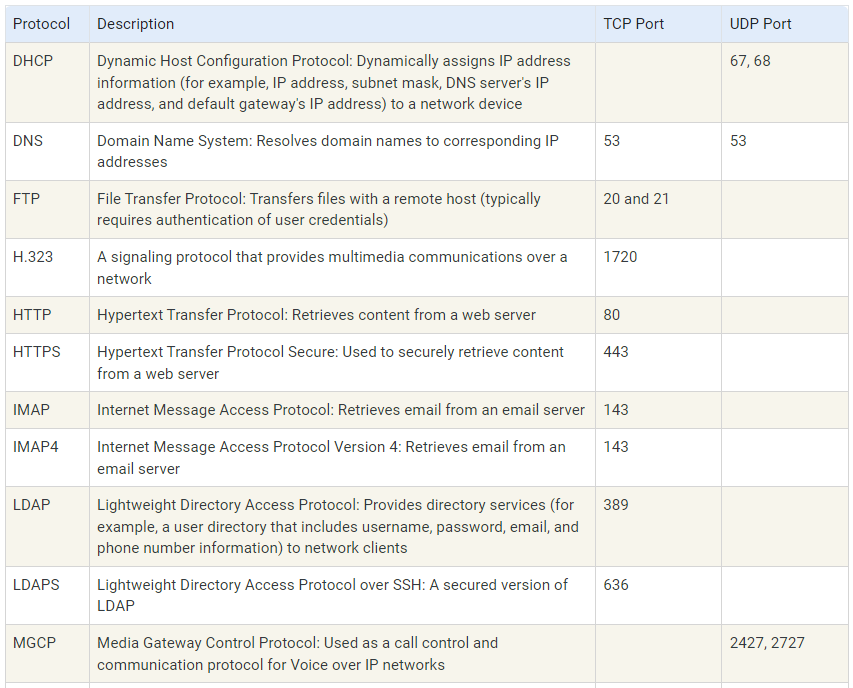 Protocol Description TCP Port UDP Port
DHCP Dynamic Host Configuration Protocol: Dynamically assigns IP address 67, 68
information (for example, IP address, subnet mask, DNS server's IP
address, and default gateway's IP address) to a network device
DNS Domain Name System: Resolves domain names to corresponding IP 53 53
addresses
FTP File Transfer Protocol: Transfers files with a remote host (typically 20 and 21
requires authentication of user credentials)
H.323 A signaling protocol that provides multimedia communications over a 1720
network
HTTP Hypertext Transfer Protocol: Retrieves content from a web server 80
HTTPS Hypertext Transfer Protocol Secure: Used to securely retrieve content 443
from a web server
IMAP Internet Message Access Protocol: Retrieves email from an email server 143
IMAP4 Internet Message Access Protocol Version 4: Retrieves email from an 143
email server
LDAP Lightweight Directory Access Protocol: Provides directory services (for 389
example, a user directory that includes username, password, email, and
phone number information) to network clients
LDAPS Lightweight Directory Access Protocol over SSH: A secured version of 636
LDAP
MGCP Media Gateway Control Protocol: Used as a call control and 2427, 2727
communication protocol for Voice over IP networks